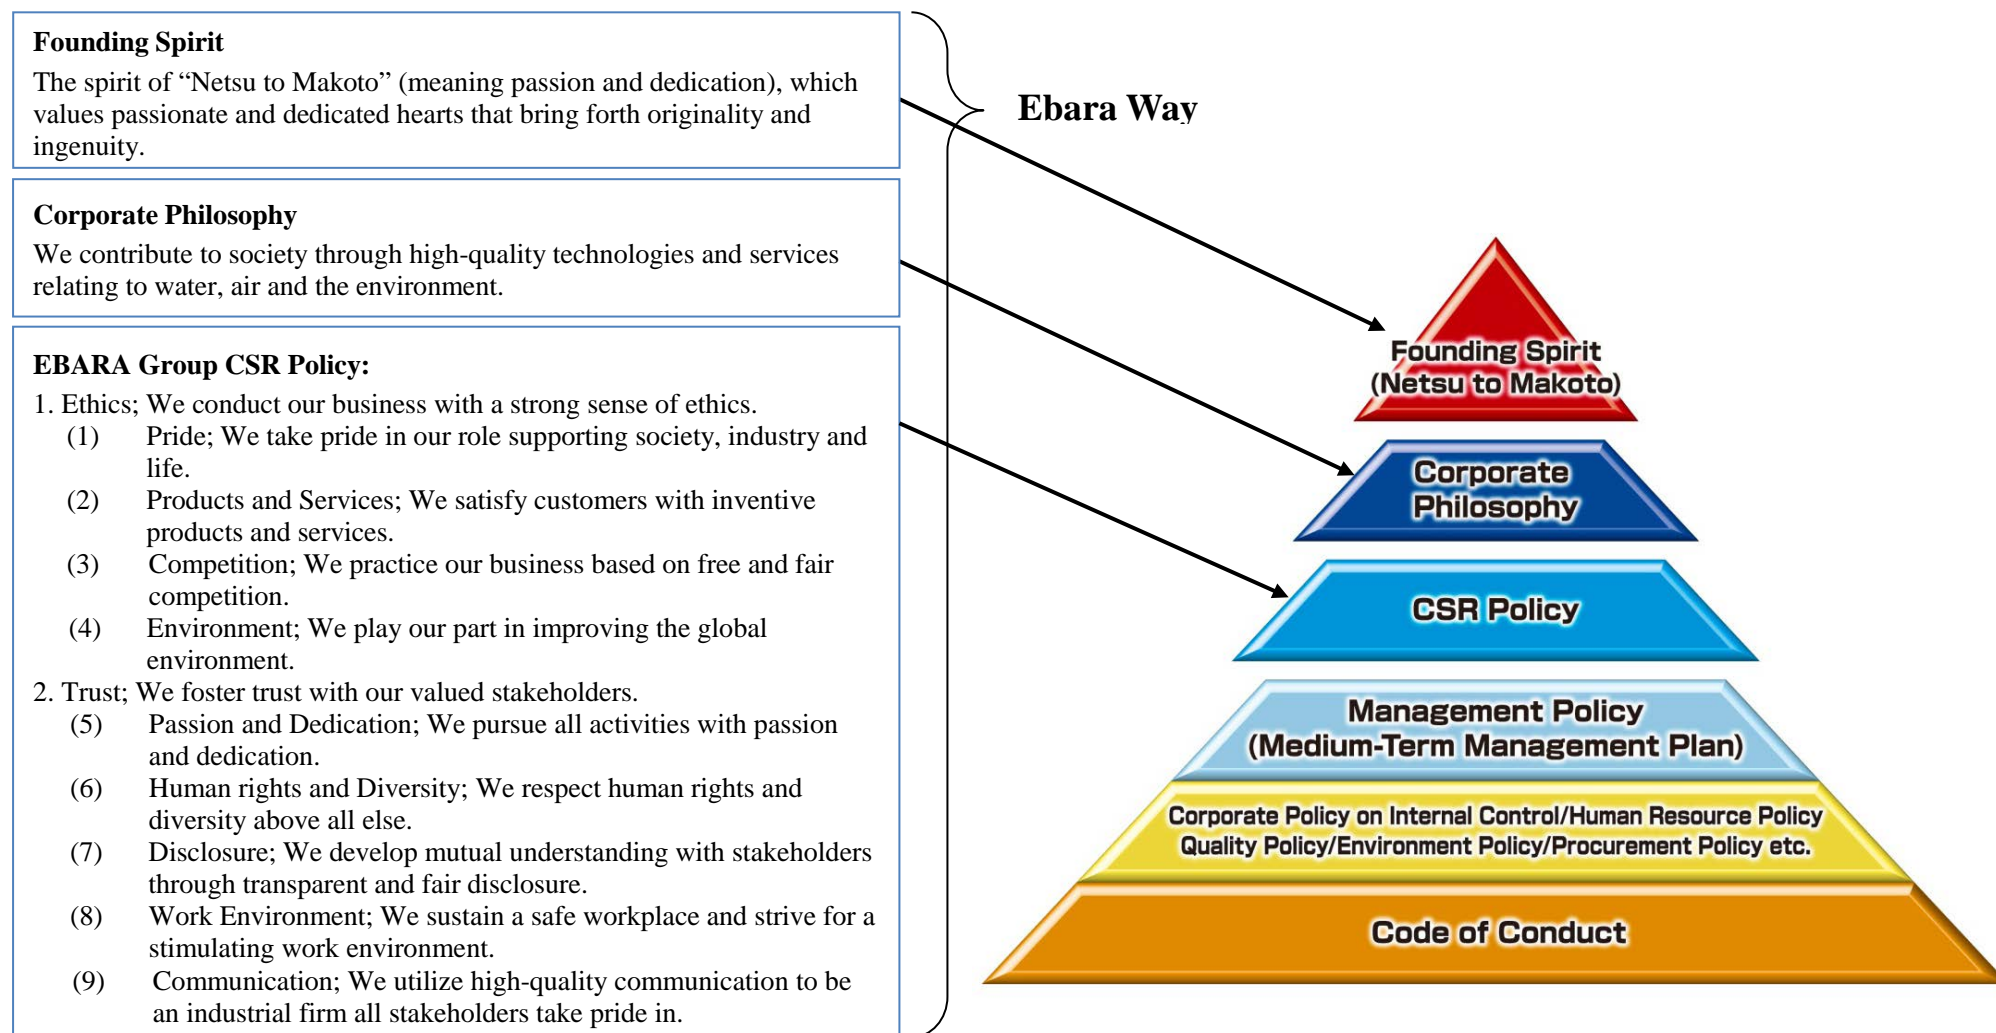 Founding Spirit
The spirit of “Netsu to Makoto” (meaning passion and dedication), which
values passionate and dedicated hearts that bring forth originality and
ingenuity.
Corporate Philosophy
We contribute to society through high-quality technologies and services
relating to water, air and the environment.
EBARA Group CSR Policy:
1. Ethics; We conduct our business with a strong sense of ethics.
(1) Pride; We take pride in our role supporting society, industry and
life.
(2) Products and Services; We satisfy customers with inventive
products and services.
(3) Competition; We practice our business based on free and fair
competition.
(4) Environment; We play our part in improving the global
environment.
2. Trust; We foster trust with our valued stakeholders.
(5) Passion and Dedication; We pursue all activities with passion
and dedication.
(6) Human rights and Diversity; We respect human rights and
diversity above all else.
(7) Disclosure; We develop mutual understanding with stakeholders
through transparent and fair disclosure.
(8) Work Environment; We sustain a safe workplace and strive for a
stimulating work environment.
(9) Communication; We utilize high-quality communication to be
an industrial firm all stakeholders take pride in.
Ebara Way
Founding Spirit
(Netsu to Makoto)
Corporate
Philosophy
CSR Policy
Management Policy
(Medium-Term Management Plan)
Corporate Policy on Internal Control/Human Resource Policy
Quality Policy/Environment Policy/Procurement Policy etc.
Code of Conduct